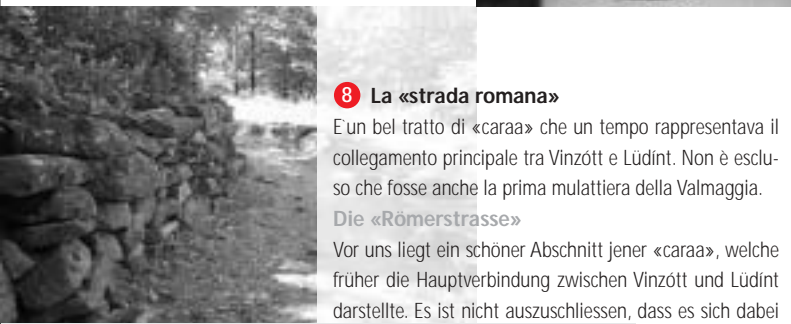 8 La «strada romana»
E`un bel tratto di «caraa» che un tempo rappresentava il
collegamento principale tra Vinzótt e Lüdínt. Non è esclu-
so che fosse anche la prima mulattiera della Valmaggia.
Die «Römerstrasse»
Vor uns liegt ein schöner Abschnitt jener «caraa», welche
früher die Hauptverbindung zwischen Vinzótt und Lüdínt
darstellte. Es ist nicht auszuschliessen, dass es sich dabei